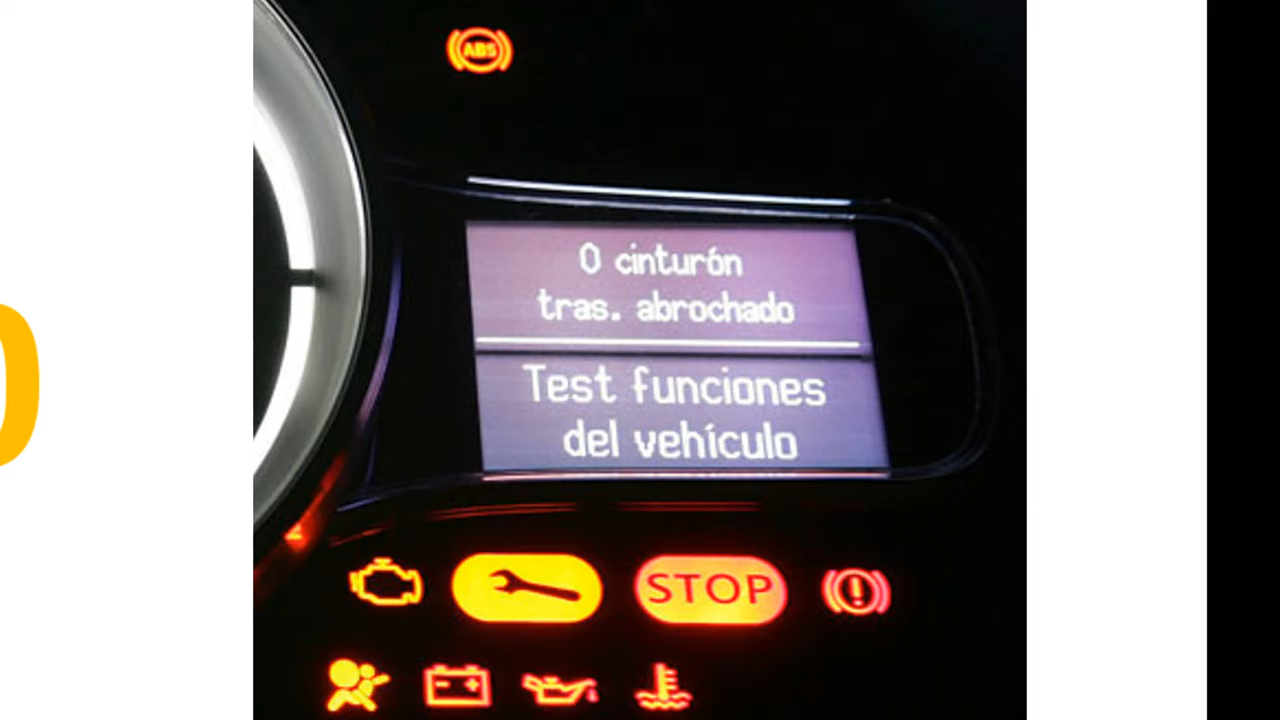 ABS
0 cinturón
tras. abrochado
Test funciones
del vehículo
STOP